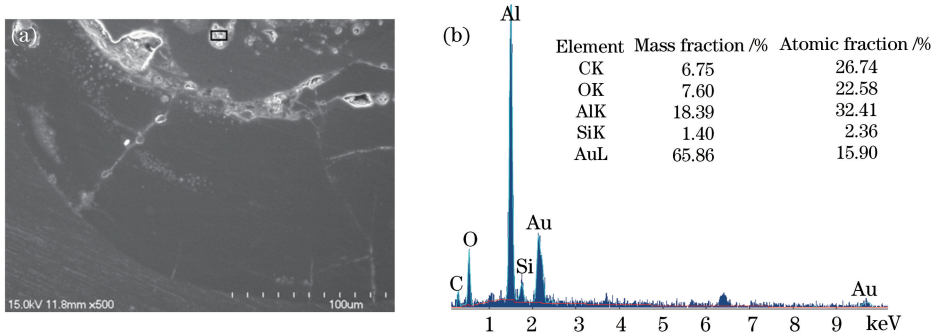 (a)
15.0kV 11.8mm x500
100um
(b)
Al
Element Mass fraction /% Atomic fraction /%
CK 6.75 26.74
OK 7.60 22.58
AlK 18.39 32.41
SiK 1.40 2.36
AuL 65.86 15.90
Au
O
Si
C
Au
1 2 3 4 5 6 7 8 9 keV